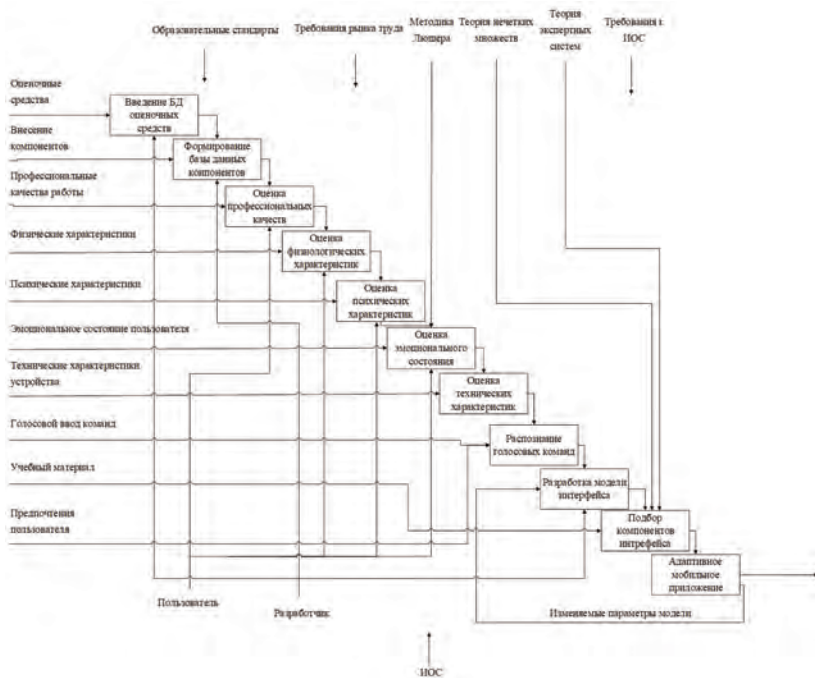 Образовательные стандарты
Требования рынка труда
Методика
Люшера
Теория нечетких
множеств
Теория
экспертных
систем
Требования к
ИОС
Оценочные
средства
Внесение
компонентов
Профессиональные
качества работы
Физические характеристики
Психические характеристики
Эмоциональное состояние пользователя
Технические характеристики
устройства
Голосовой ввод команд
Учебный материал
Предпочтения
пользователя
Введение БД
оценочных
средств
Формирование
базы данных
компонентов
Оценка
профессиональных
качеств
Оценка
физиологических
характеристик
Оценка
психических
характеристик
Оценка
эмоционального
состояния
Оценка
технических
характеристик
Распознание
голосовых команд
Разработка модели
интерфейса
Подбор
компонентов
интрефейса
Адаптивное
мобильное
приложение
Пользователь
Разработчик
Изменяемые параметры модели
ИОС